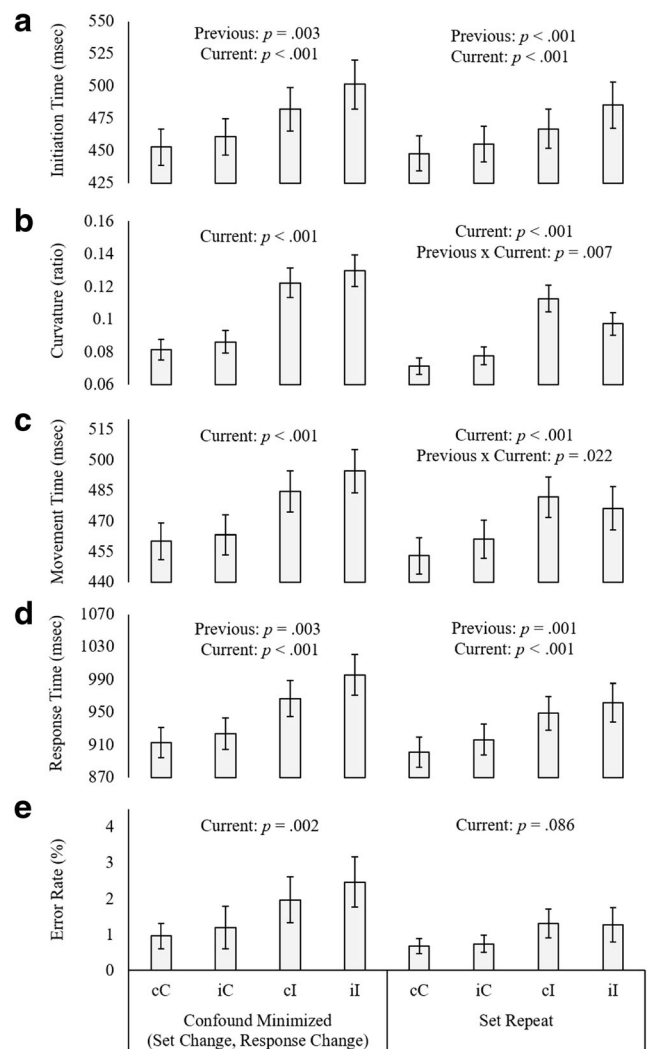 a
Initiation Time (msec)
550
525
500
475
450
425
Previous: p = .003
Current: p < .001
Previous: p < .001
Current: p < .001
b
Curvature (ratio)
0.16
0.14
0.12
0.1
0.08
0.06
Current: p < .001
Current: p < .001
Previous x Current: p = .007
c
Movement Time (msec)
515
500
485
470
455
440
Current: p < .001
Current: p < .001
Previous x Current: p = .022
d
Response Time (msec)
1070
1030
990
950
910
870
Previous: p = .003
Current: p < .001
Previous: p = .001
Current: p < .001
e
Error Rate (%)
4
3
2
1
0
Current: p = .002
Current: p = .086
cC iC cI iI cC iC cI iI
Confound Minimized
(Set Change, Response Change)
Set Repeat